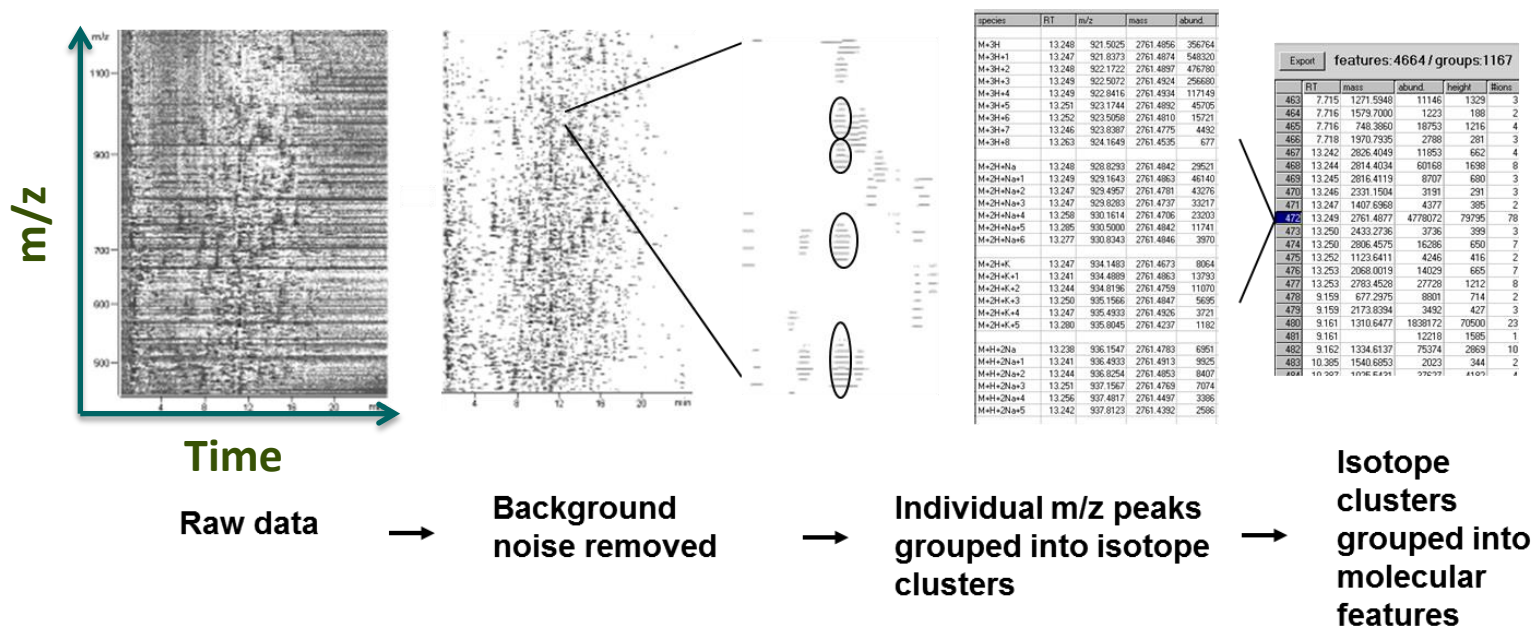 m/z
1100
900
700
600
500
4 8 12 16 20
m/z
Time
4 8 12 16 20 min
species RT m/z mass abund.
M+3H 13.248 921.5025 2761.4856 356764
M+3H+1 13.247 921.8373 2761.4874 548320
M+3H+2 13.248 922.1722 2761.4897 476780
M+3H+3 13.249 922.5072 2761.4924 256680
M+3H+4 13.249 922.8416 2761.4934 117149
M+3H+5 13.251 923.1744 2761.4892 45705
M+3H+6 13.252 923.5058 2761.4810 15721
M+3H+7 13.246 923.8387 2761.4775 4492
M+3H+8 13.263 924.1649 2761.4535 677
M+2H+Na 13.248 928.8293 2761.4842 29521
M+2H+Na+1 13.249 929.1643 2761.4863 46140
M+2H+Na+2 13.247 929.4957 2761.4781 43276
M+2H+Na+3 13.247 929.8283 2761.4737 33217
M+2H+Na+4 13.258 930.1614 2761.4706 23203
M+2H+Na+5 13.285 930.5000 2761.4842 11741
M+2H+Na+6 13.277 930.8343 2761.4846 3970
M+2H+K 13.247 934.1483 2761.4673 8064
M+2H+K+1 13.241 934.4889 2761.4863 13793
M+2H+K+2 13.244 934.8196 2761.4759 11070
M+2H+K+3 13.250 935.1566 2761.4847 5695
M+2H+K+4 13.247 935.4933 2761.4926 3721
M+2H+K+5 13.280 935.8045 2761.4237 1182
M+H+2Na 13.238 936.1547 2761.4783 6951
M+H+2Na+1 13.241 936.4933 2761.4913 9925
M+H+2Na+2 13.244 936.8254 2761.4853 8407
M+H+2Na+3 13.251 937.1567 2761.4769 7074
M+H+2Na+4 13.256 937.4817 2761.4497 3386
M+H+2Na+5 13.242 937.8123 2761.4392 2586
Export features:4664 / groups:1167
RT mass abund. height #ions
463 7.715 1271.5948 11146 1329 3
464 7.716 1579.7000 1223 188 2
465 7.716 748.3860 18753 1216 4
466 7.718 1970.7935 2788 281 3
467 13.242 2826.4049 11853 662 4
468 13.244 2814.4034 60168 1698 8
469 13.245 2816.4119 8707 680 3
470 13.246 2331.1504 3191 291 3
471 13.247 1407.6968 4377 385 2
472 13.249 2761.4877 4778072 79795 78
473 13.250 2433.2736 3736 399 3
474 13.250 2806.4575 16286 650 7
475 13.252 1123.6411 4246 416 2
476 13.253 2068.0019 14029 665 7
477 13.253 2783.4528 27728 1212 8
478 9.159 677.2975 8801 714 2
479 9.159 2173.8394 3492 427 3
480 9.161 1310.6477 1838172 70500 23
481 9.161 12218 1585 1
482 9.162 1334.6137 75374 2869 10
483 10.385 1540.6853 2023 344 2
Raw data
Background
noise removed
Individual m/z peaks
grouped into isotope
clusters
Isotope
clusters
grouped into
molecular
features